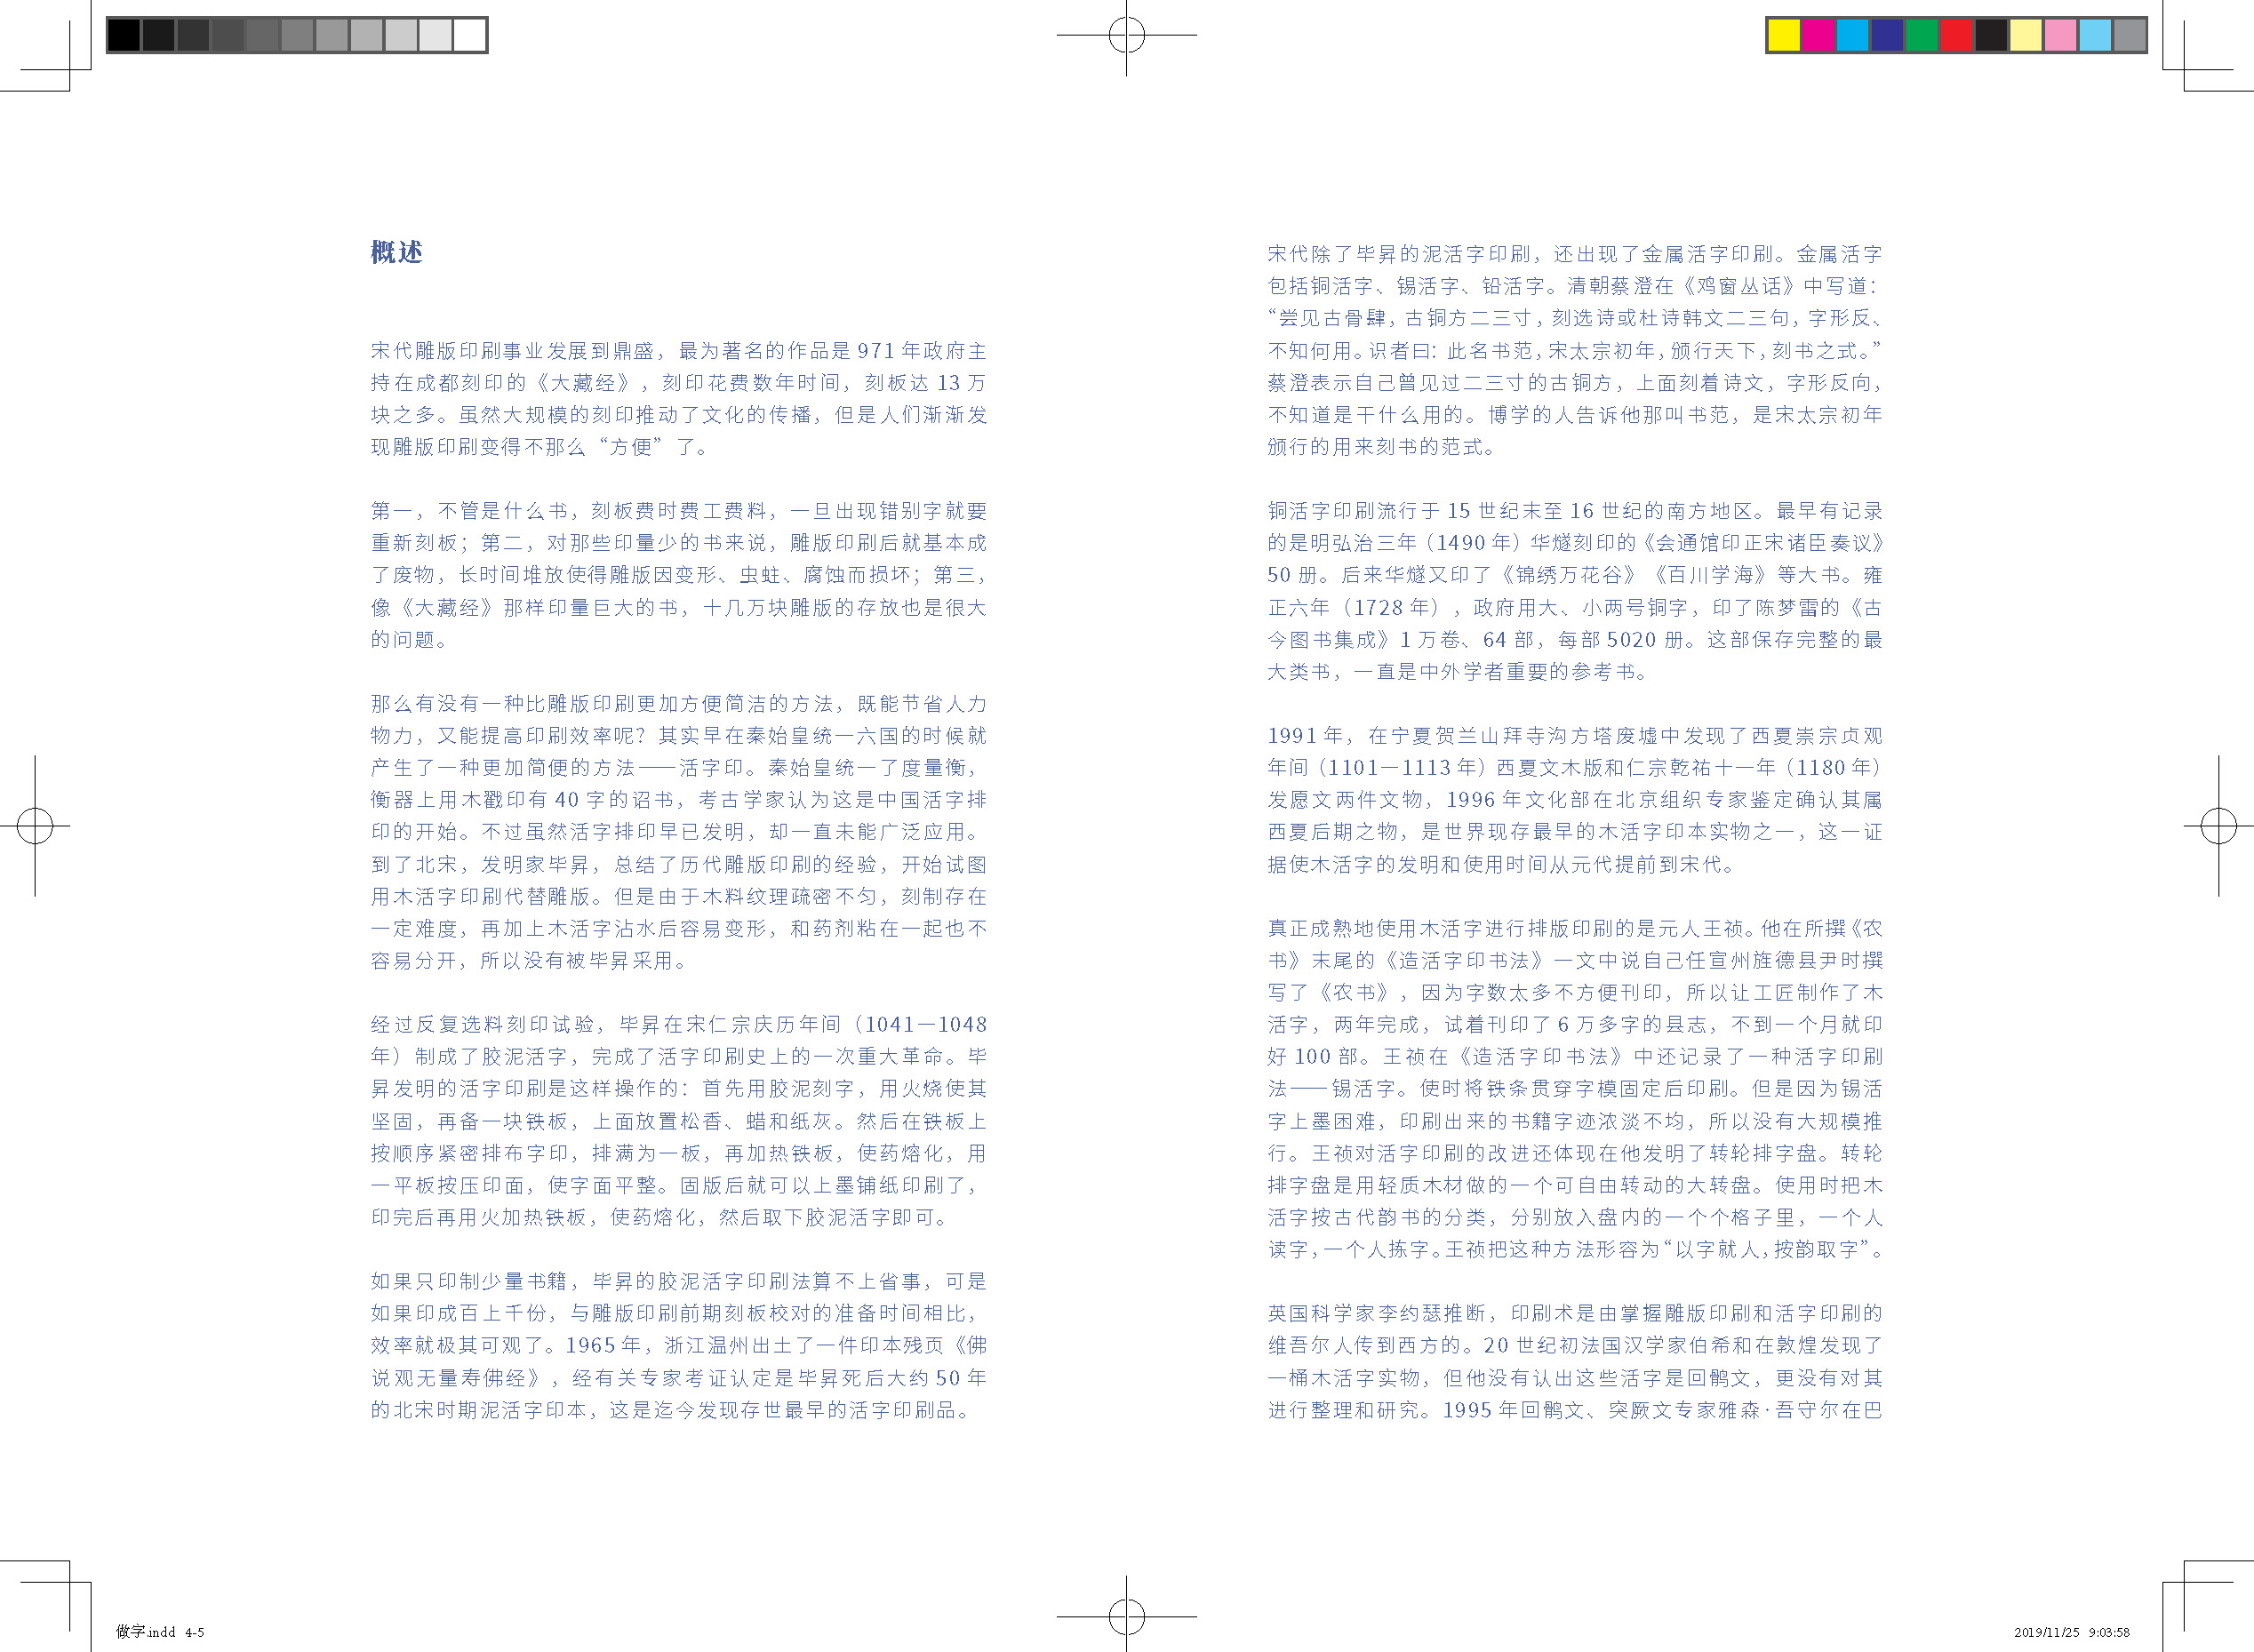 概述
宋代雕版印刷事业发展到鼎盛，最为著名的作品是 971 年政府主
持在成都刻印的《大藏经》，刻印花费数年时间，刻板达 13 万
块之多。虽然大规模的刻印推动了文化的传播，但是人们渐渐发
现雕版印刷变得不那么“方便”了。
第一，不管是什么书，刻板费时费工费料，一旦出现错别字就要
重新刻板；第二，对那些印量少的书来说，雕版印刷后就基本成
了废物，长时间堆放使得雕版因变形、虫蛀、腐蚀而损坏；第三，
像《大藏经》那样印量巨大的书，十几万块雕版的存放也是很大
的问题。
那么有没有一种比雕版印刷更加方便简洁的方法，既能节省人力
物力，又能提高印刷效率呢？其实早在秦始皇统一六国的时候就
产生了一种更加简便的方法——活字印。秦始皇统一了度量衡，
衡器上用木戳印有 40 字的诏书，考古学家认为这是中国活字排
印的开始。不过虽然活字排印早已发明，却一直未能广泛应用。
到了北宋，发明家毕昇，总结了历代雕版印刷的经验，开始试图
用木活字印刷代替雕版。但是由于木料纹理疏密不匀，刻制存在
一定难度，再加上木活字沾水后容易变形，和药剂粘在一起也不
容易分开，所以没有被毕昇采用。
经过反复选料刻印试验，毕昇在宋仁宗庆历年间（1041—1048
年）制成了胶泥活字，完成了活字印刷史上的一次重大革命。毕
昇发明的活字印刷是这样操作的：首先用胶泥刻字，用火烧使其
坚固，再备一块铁板，上面放置松香、蜡和纸灰。然后在铁板上
按顺序紧密排布字印，排满为一板，再加热铁板，使药熔化，用
一平板按压印面，使字面平整。固版后就可以上墨铺纸印刷了，
印完后再用火加热铁板，使药熔化，然后取下胶泥活字即可。
如果只印制少量书籍，毕昇的胶泥活字印刷法算不上省事，可是
如果印成百上千份，与雕版印刷前期刻板校对的准备时间相比，
效率就极其可观了。1965 年，浙江温州出土了一件印本残页《佛
说观无量寿佛经》，经有关专家考证认定是毕昇死后大约 50 年
的北宋时期泥活字印本，这是迄今发现存世最早的活字印刷品。
宋代除了毕昇的泥活字印刷，还出现了金属活字印刷。金属活字
包括铜活字、锡活字、铅活字。清朝蔡澄在《鸡窗丛话》中写道：
“尝见古骨肆，古铜方二三寸，刻选诗或杜诗韩文二三句，字形反、
不知何用。识者曰：此名书范，宋太宗初年，颁行天下，刻书之式。”
蔡澄表示自己曾见过二三寸的古铜方，上面刻着诗文，字形反向，
不知道是干什么用的。博学的人告诉他那叫书范，是宋太宗初年
颁行的用来刻书的范式。
铜活字印刷流行于 15 世纪末至 16 世纪的南方地区。最早有记录
的是明弘治三年（1490 年）华燧刻印的《会通馆印正宋诸臣奏议》
50 册。后来华燧又印了《锦绣万花谷》《百川学海》等大书。雍
正六年（1728 年），政府用大、小两号铜字，印了陈梦雷的《古
今图书集成》1 万卷、64 部，每部 5020 册。这部保存完整的最
大类书，一直是中外学者重要的参考书。
1991 年，在宁夏贺兰山拜寺沟方塔废墟中发现了西夏崇宗贞观
年间（1101—1113 年）西夏文木版和仁宗乾祐十一年（1180 年）
发愿文两件文物，1996 年文化部在北京组织专家鉴定确认其属
西夏后期之物，是世界现存最早的木活字印本实物之一，这一证
据使木活字的发明和使用时间从元代提前到宋代。
真正成熟地使用木活字进行排版印刷的是元人王祯。他在所撰《农
书》末尾的《造活字印书法》一文中说自己任宣州旌德县尹时撰
写了《农书》，因为字数太多不方便刊印，所以让工匠制作了木
活字，两年完成，试着刊印了 6 万多字的县志，不到一个月就印
好 100 部。王祯在《造活字印书法》中还记录了一种活字印刷
法——锡活字。使时将铁条贯穿字模固定后印刷。但是因为锡活
字上墨困难，印刷出来的书籍字迹浓淡不均，所以没有大规模推
行。王祯对活字印刷的改进还体现在他发明了转轮排字盘。转轮
排字盘是用轻质木材做的一个可自由转动的大转盘。使用时把木
活字按古代韵书的分类，分别放入盘内的一个个格子里，一个人
读字，一个人拣字。王祯把这种方法形容为“以字就人，按韵取字”。
英国科学家李约瑟推断，印刷术是由掌握雕版印刷和活字印刷的
维吾尔人传到西方的。20 世纪初法国汉学家伯希和在敦煌发现了
一桶木活字实物，但他没有认出这些活字是回鹘文，更没有对其
进行整理和研究。1995 年回鹘文、突厥文专家雅森·吾守尔在巴
做字.indd 4-5
2019/11/25 9:03:58